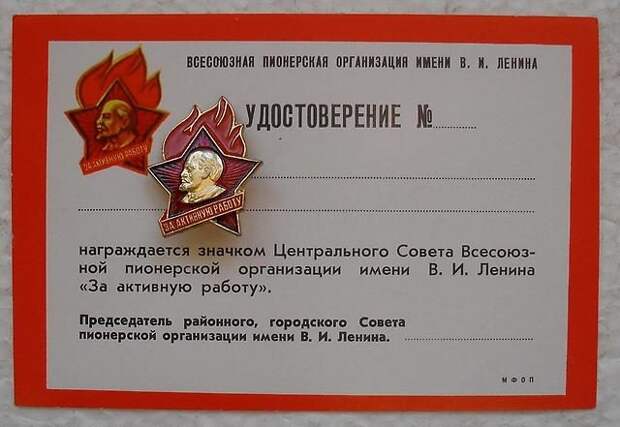 ВСЕСОЮЗНАЯ ПИОНЕРСКАЯ ОРГАНИЗАЦИЯ ИМЕНИ В. И. ЛЕНИНА
УДОСТОВЕРЕНИЕ №
ЗА АКТИВНУЮ РАБОТУ
ЗА АКТИВНУЮ РАБОТУ
награждается значком Центрального Совета Всесоюз-
ной пионерской организации имени В. И. Ленина
«За активную работу».
Председатель районного, городского Совета
пионерской организации имени В. И. Ленина.
МФОП